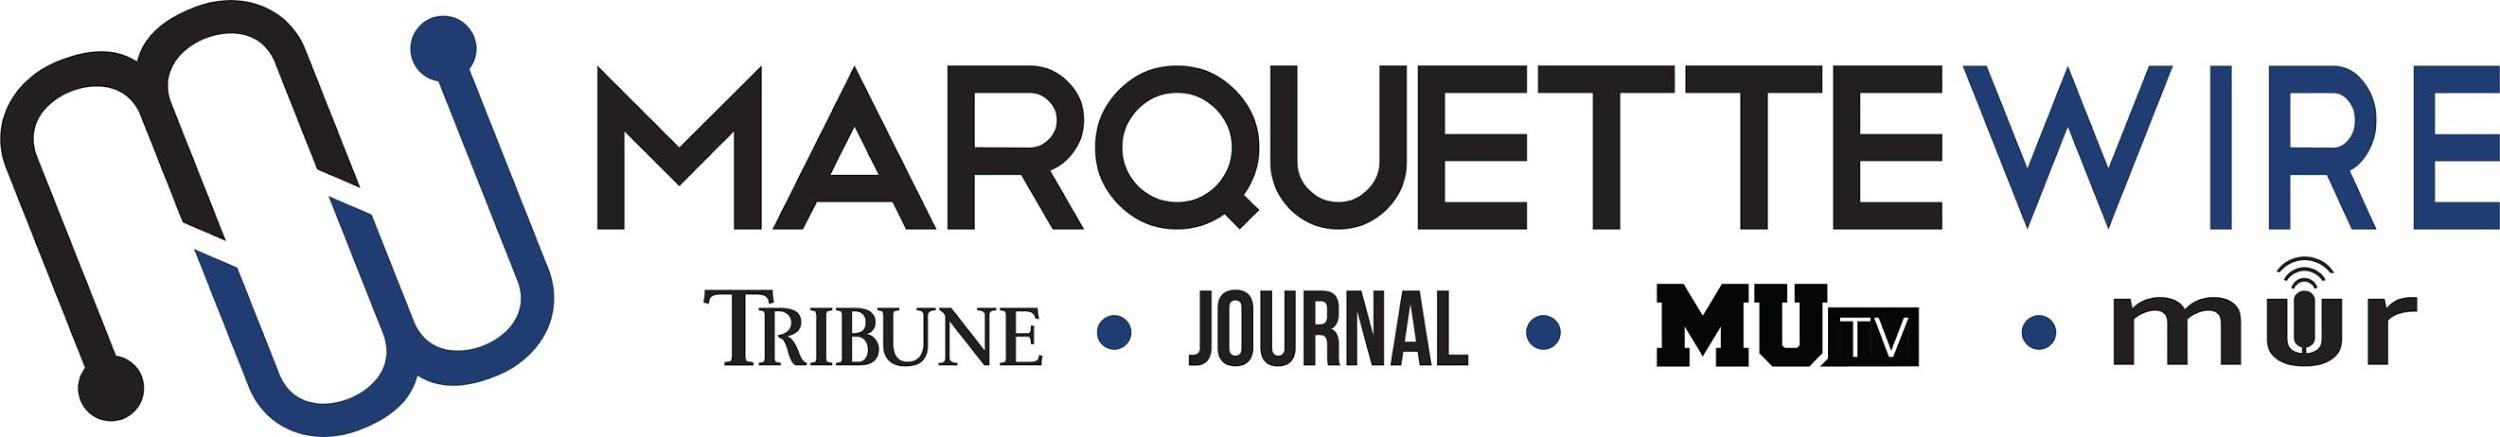 MARQUETTEWIRE
TRIBUNE • JOURNAL • MUTV • mur